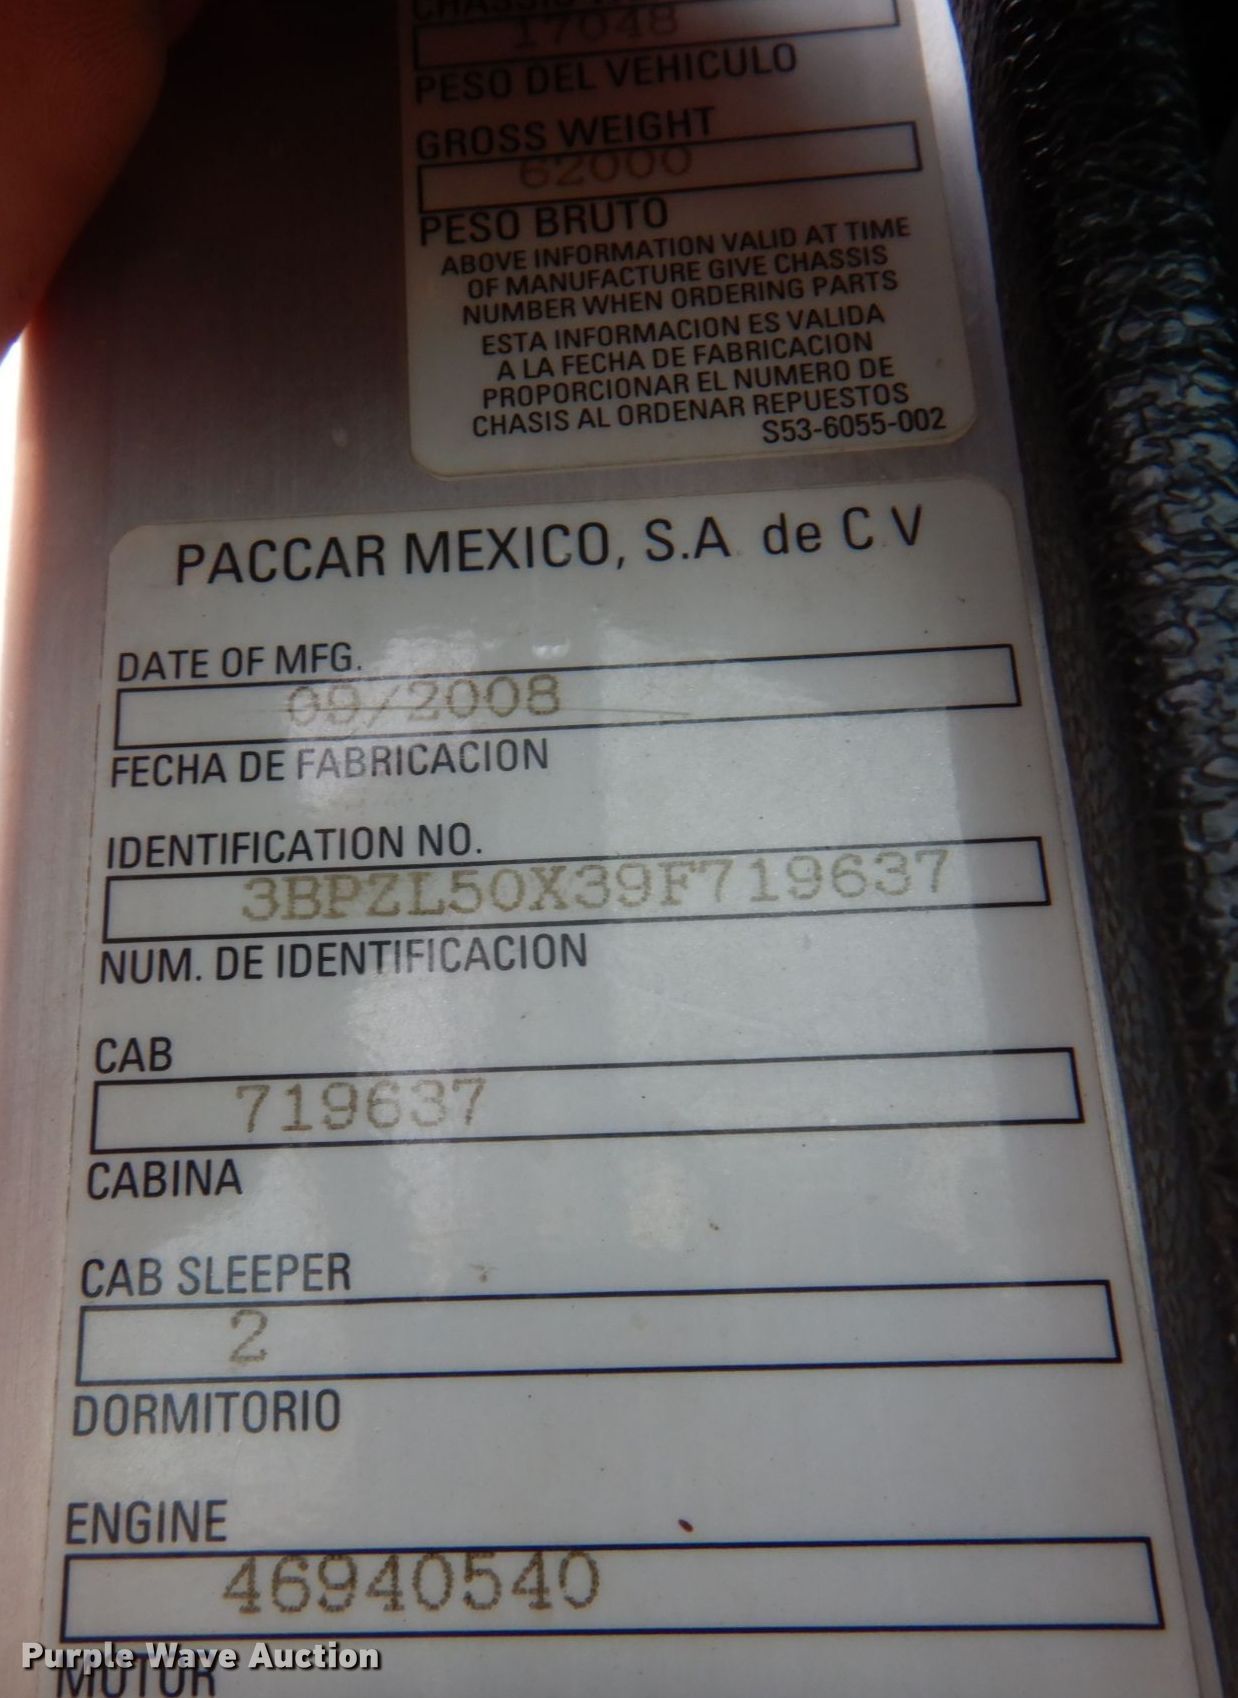 17048
PESO DEL VEHICULO
GROSS WEIGHT
62000
PESO BRUTO
ABOVE INFORMATION VALID AT TIME
OF MANUFACTURE GIVE CHASSIS
NUMBER WHEN ORDERING PARTS
ESTA INFORMACION ES VALIDA
A LA FECHA DE FABRICACION
PROPORCIONAR EL NUMERO DE
CHASIS AL ORDENAR REPUESTOS
S53-6055-002
PACCAR MEXICO, S.A. de C.V
DATE OF MFG.
09/2008
FECHA DE FABRICACION
IDENTIFICATION NO.
3BPZL50X39F719637
NUM. DE IDENTIFICACION
CAB
719637
CABINA
CAB SLEEPER
2
DORMITORIO
ENGINE
46940540
Purple Wave Auction
MOTOR